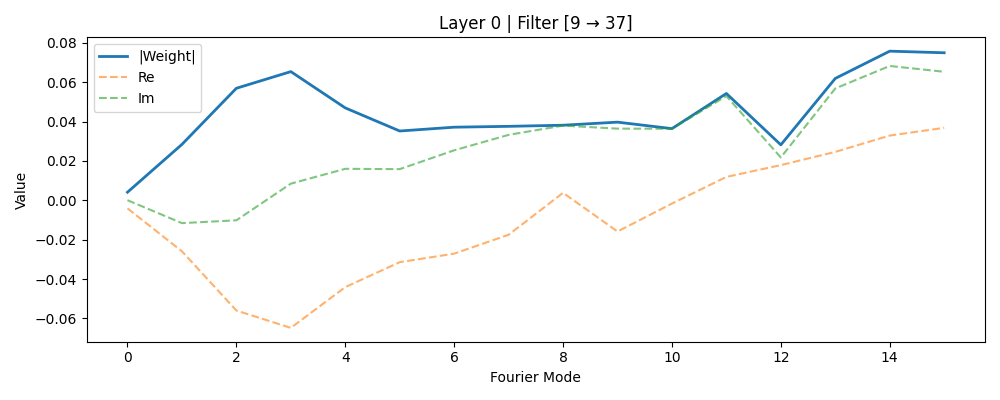 Layer 0 | Filter [9 → 37]
|Weight|
Re
Im
Value
0.08
0.06
0.04
0.02
0.00
−0.02
−0.04
−0.06
0 2 4 6 8 10 12 14
Fourier Mode